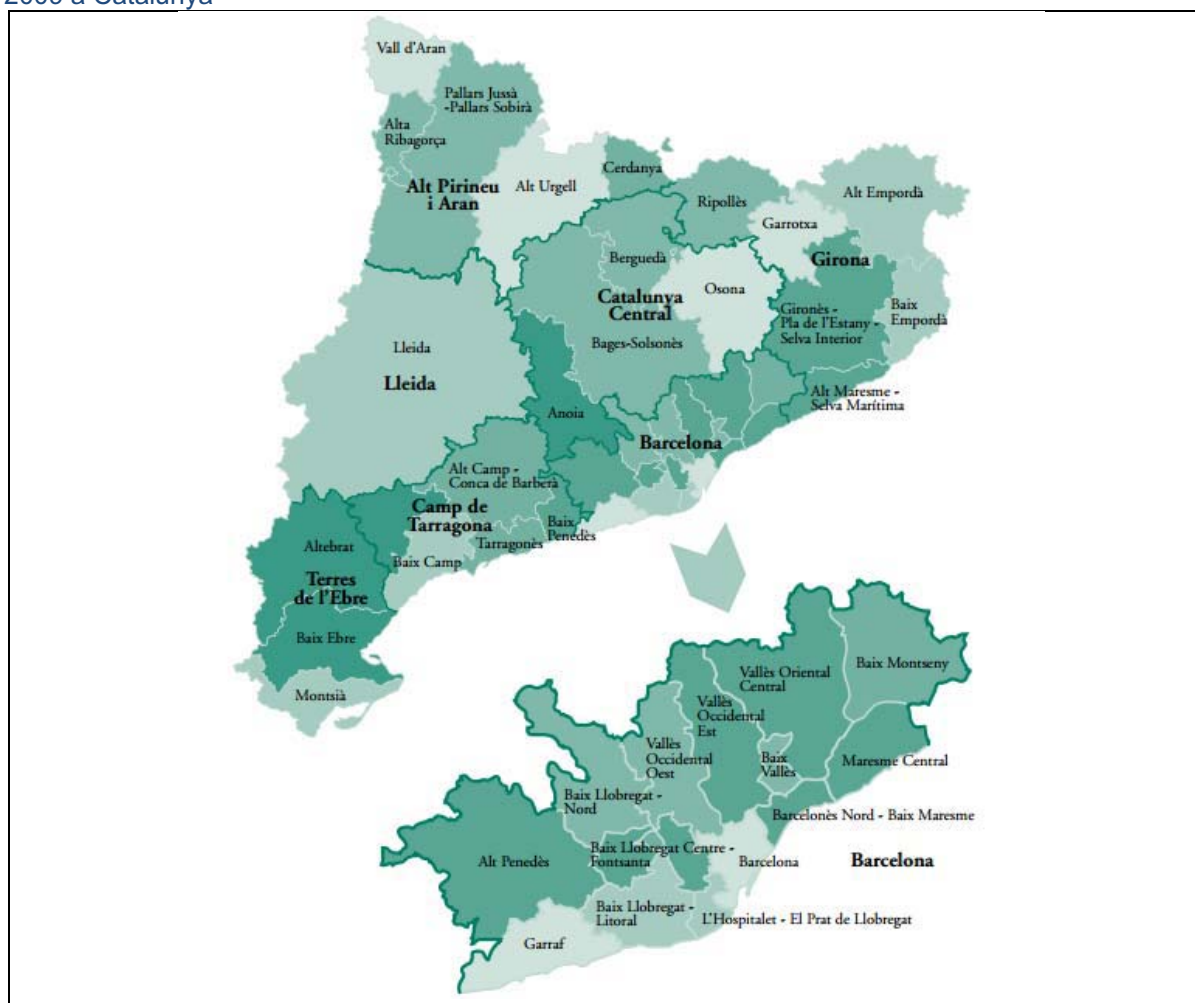 2009 a Catalunya
Vall d'Aran
Pallars Jussà
-Pallars Sobirà
Alta
Ribagorça
Alt Pirineu
i Aran
Alt Urgell
Cerdanya
Ripollès
Garrotxa
Alt Empordà
Girona
Berguedà
Osona
Catalunya
Central
Gironès -
Pla de l'Estany -
Selva Interior
Baix
Empordà
Bages-Solsonès
Lleida
Lleida
Alt Maresme -
Selva Marítima
Anoia
Barcelona
Alt Camp -
Conca de Barberà
Camp de
Tarragona
Baix
Penedès
Tarragonès
Baix Camp
Altebrat
Terres
de l'Ebre
Baix Ebre
Montsià
Vallès Oriental
Central
Baix Montseny
Vallès
Occidental
Est
Vallès
Occidental
Oest
Baix
Vallès
Maresme Central
Baix Llobregat -
Nord
Barcelonès Nord - Baix Maresme
Baix Llobregat Centre -
Fontsanta
Alt Penedès
Barcelona
Barcelona
Baix Llobregat -
Litoral
L'Hospitalet - El Prat de Llobregat
Garraf